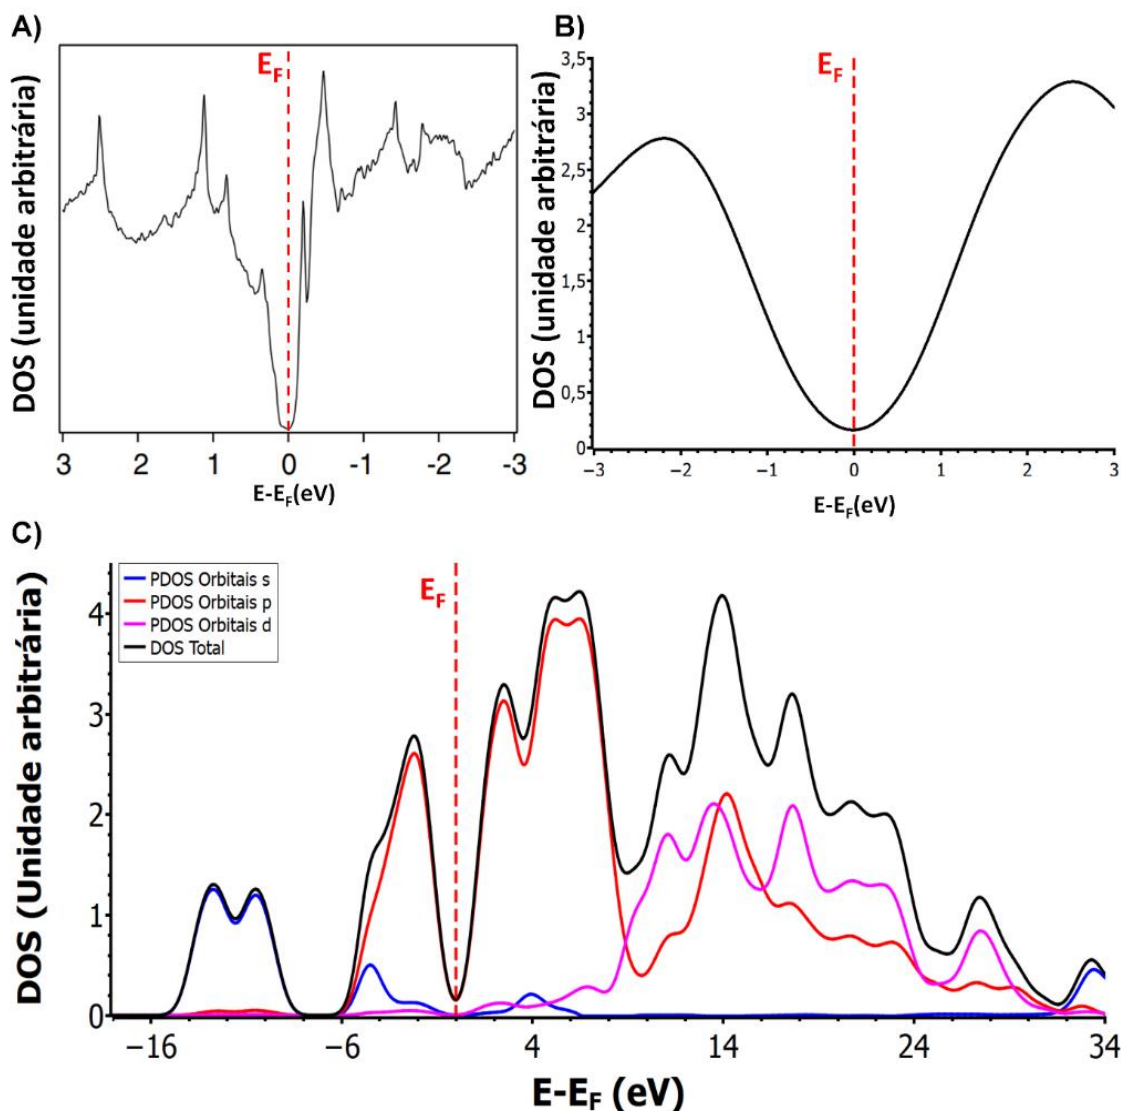 A)
E_F
DOS (unidade arbitrária)
3 2 1 0 -1 -2 -3
E-E_F(eV)
B)
E_F
DOS (unidade arbitrária)
3,5
3
2,5
2
1,5
1
0,5
0
−3 −2 −1 0 1 2 3
E-E_F(eV)
C)
PDOS Orbitais s
PDOS Orbitais p
PDOS Orbitais d
DOS Total
E_F
DOS (Unidade arbitrária)
4
3
2
1
0
−16 −6 4 14 24 34
E-E_F (eV)